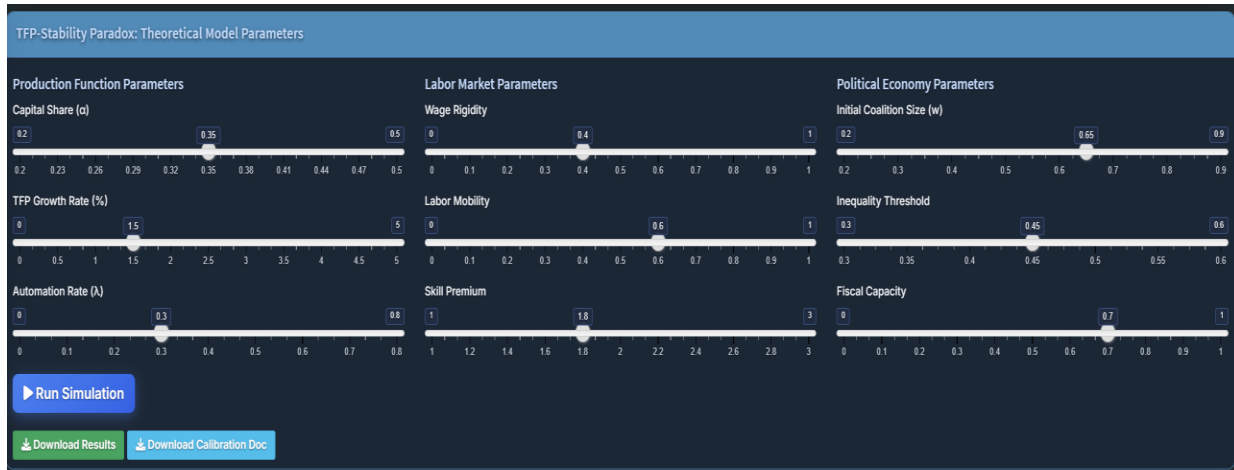 TFP-Stability Paradox: Theoretical Model Parameters
Production Function Parameters
Capital Share (α)
0.2 0.35 0.5
0.2 0.23 0.26 0.29 0.32 0.35 0.38 0.41 0.44 0.47 0.5
TFP Growth Rate (%)
0 1.5 5
0 0.5 1 1.5 2 2.5 3 3.5 4 4.5 5
Automation Rate (λ)
0 0.3 0.8
0 0.1 0.2 0.3 0.4 0.5 0.6 0.7 0.8
Labor Market Parameters
Wage Rigidity
0 0.4 1
0 0.1 0.2 0.3 0.4 0.5 0.6 0.7 0.8 0.9 1
Labor Mobility
0 0.6 1
0 0.1 0.2 0.3 0.4 0.5 0.6 0.7 0.8 0.9 1
Skill Premium
1 1.8 3
1 1.2 1.4 1.6 1.8 2 2.2 2.4 2.6 2.8 3
Political Economy Parameters
Initial Coalition Size (w)
0.2 0.65 0.9
0.2 0.3 0.4 0.5 0.6 0.7 0.8 0.9
Inequality Threshold
0.3 0.45 0.6
0.3 0.35 0.4 0.45 0.5 0.55 0.6
Fiscal Capacity
0 0.7 1
0 0.1 0.2 0.3 0.4 0.5 0.6 0.7 0.8 0.9 1
Run Simulation
Download Results
Download Calibration Doc